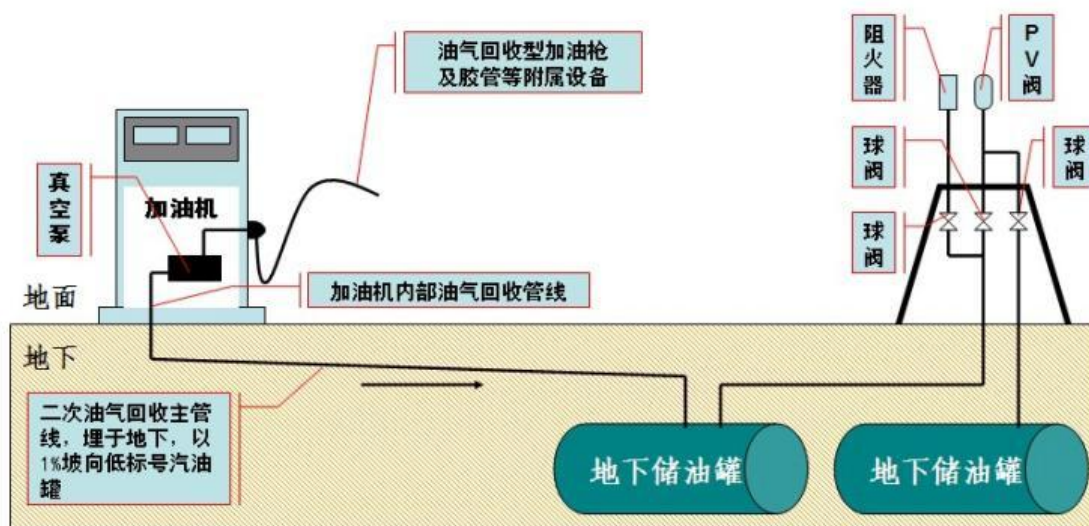 油气回收型加油枪
及胶管等附属设备
阻火器
PV阀
真空泵
加油机
球阀
球阀
球阀
加油机内部油气回收管线
地面
地下
二次油气回收主管
线，埋于地下，以
1%坡向低标号汽油
罐
地下储油罐
地下储油罐